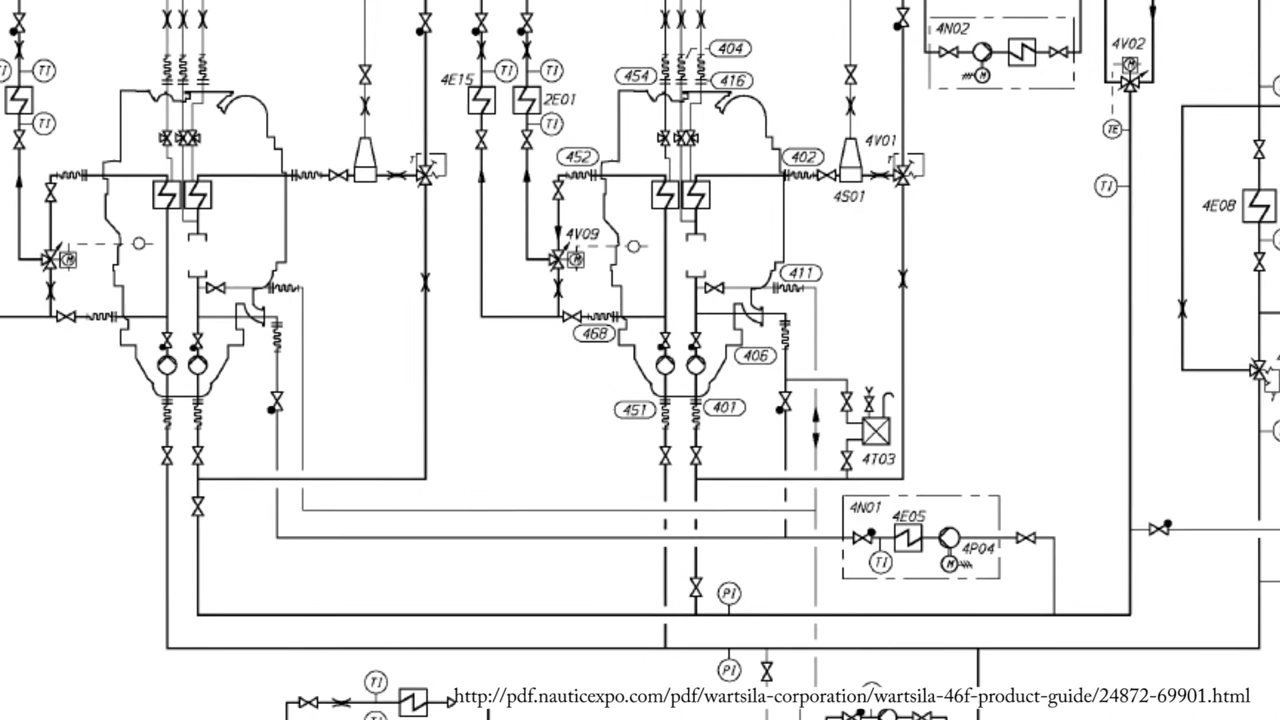 4N02
404
4V02
TI
TI
TI
454
416
M
M
4E15
2E01
TI
TI
TE
452
402
4V01
T
T
TI
4S01
4E08
4V09
M
M
411
468
406
451
401
4T03
4N01
4E05
4P04
TI
M
PI
PI
TI
http://pdf.nauticexpo.com/pdf/wartsila-corporation/wartsila-46f-product-guide/24872-69901.html